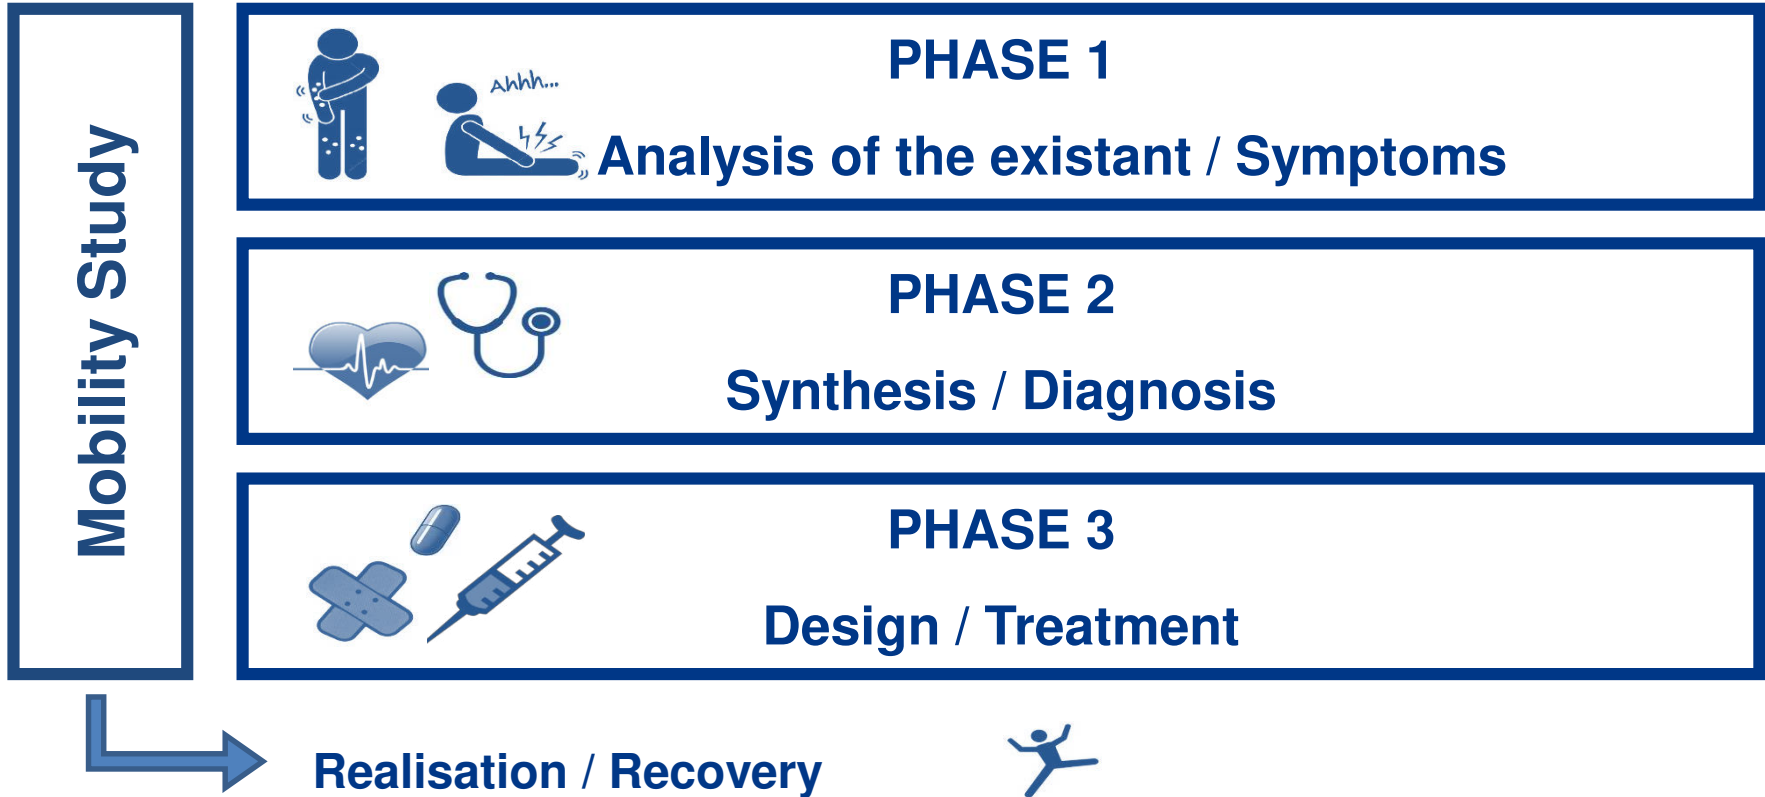 Mobility Study
PHASE 1
Ahhh...
Analysis of the existant / Symptoms
PHASE 2
Synthesis / Diagnosis
PHASE 3
Design / Treatment
Realisation / Recovery